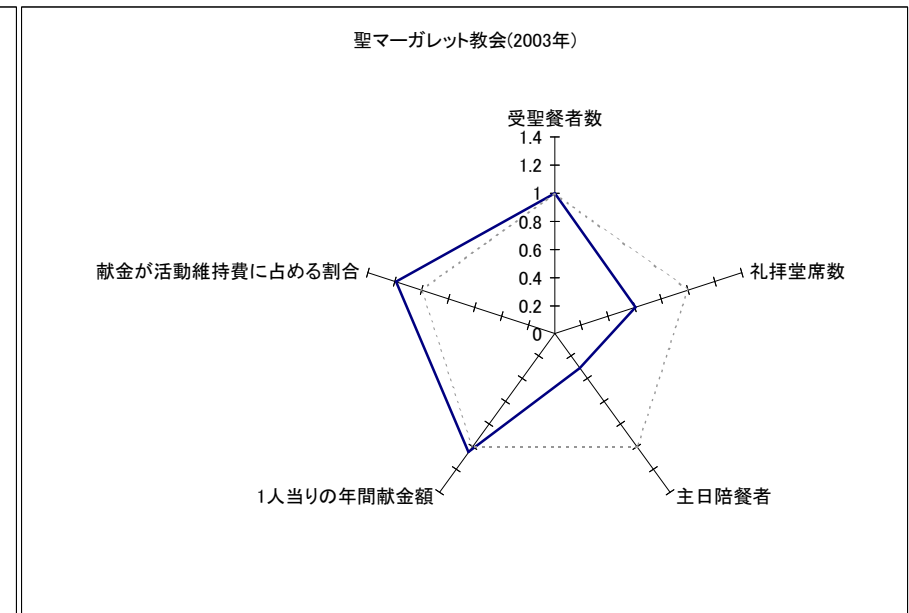 聖マーガレット教会(2003年)
受聖餐者数
1.4
1.2
1
0.8
0.6
0.4
0.2
0
礼拝堂席数
献金が活動維持費に占める割合
1人当りの年間献金額
主日陪餐者